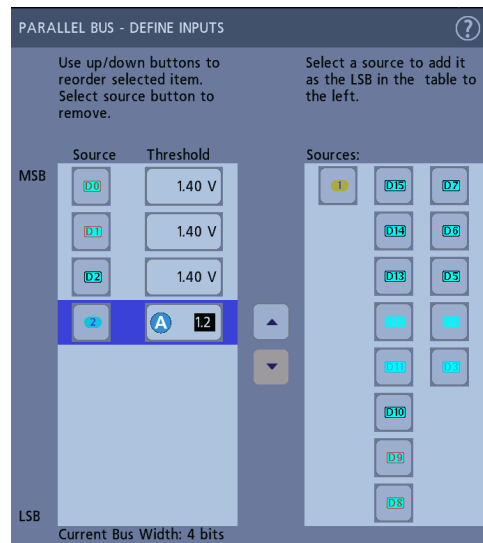 PARALLEL BUS - DEFINE INPUTS
?
Use up/down buttons to
reorder selected item.
Select source button to
remove.
Select a source to add it
as the LSB in the table to
the left.
Source Threshold
Sources:
MSB
D0 1.40 V
D1 1.40 V
D2 1.40 V
2 A 1.2
1 D15 D7
D14 D6
D13 D5
D11 D3
D10
D9
D8
LSB
Current Bus Width: 4 bits